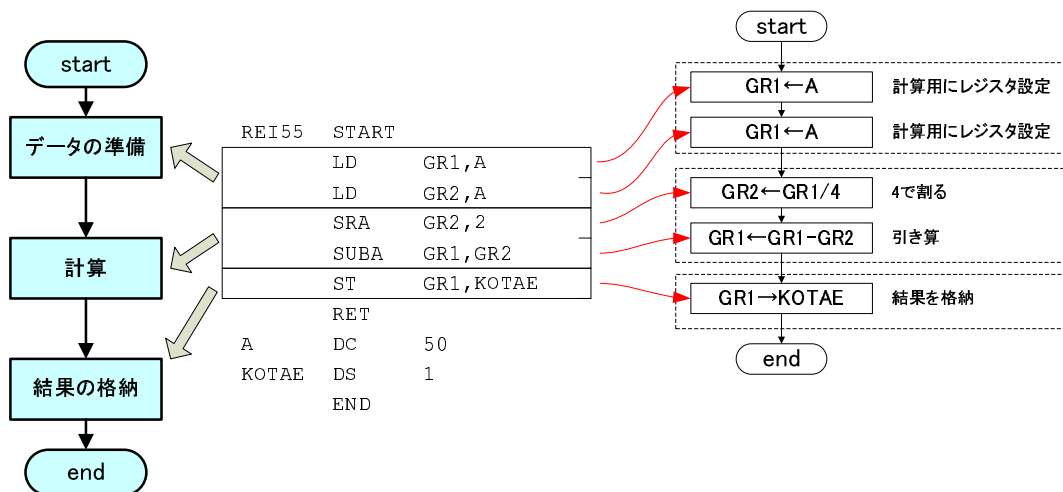 start
データの準備
計算
結果の格納
end
REI55 START
LD GR1,A
LD GR2,A
SRA GR2,2
SUBA GR1,GR2
ST GR1,KOTAE
RET
A DC 50
KOTAE DS 1
END
start
GR1←A 計算用にレジスタ設定
GR1←A 計算用にレジスタ設定
GR2←GR1/4 4で割る
GR1←GR1-GR2 引き算
GR1→KOTAE 結果を格納
end